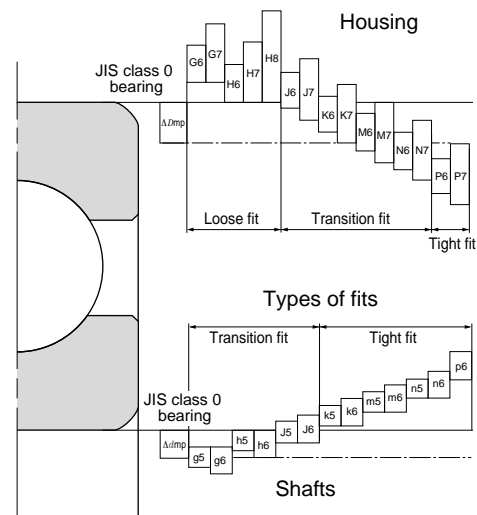 Housing
JIS class 0
bearing
G6
G7
H6
H7
H8
J6
J7
K6
K7
M6
M7
N6
N7
P6
P7
ΔDmp
Loose fit
Transition fit
Tight fit
Types of fits
Transition fit
Tight fit
JIS class 0
bearing
Δdmp
g5
g6
h5
h6
J5
J6
k5
k6
m5
m6
n5
n6
p6
Shafts